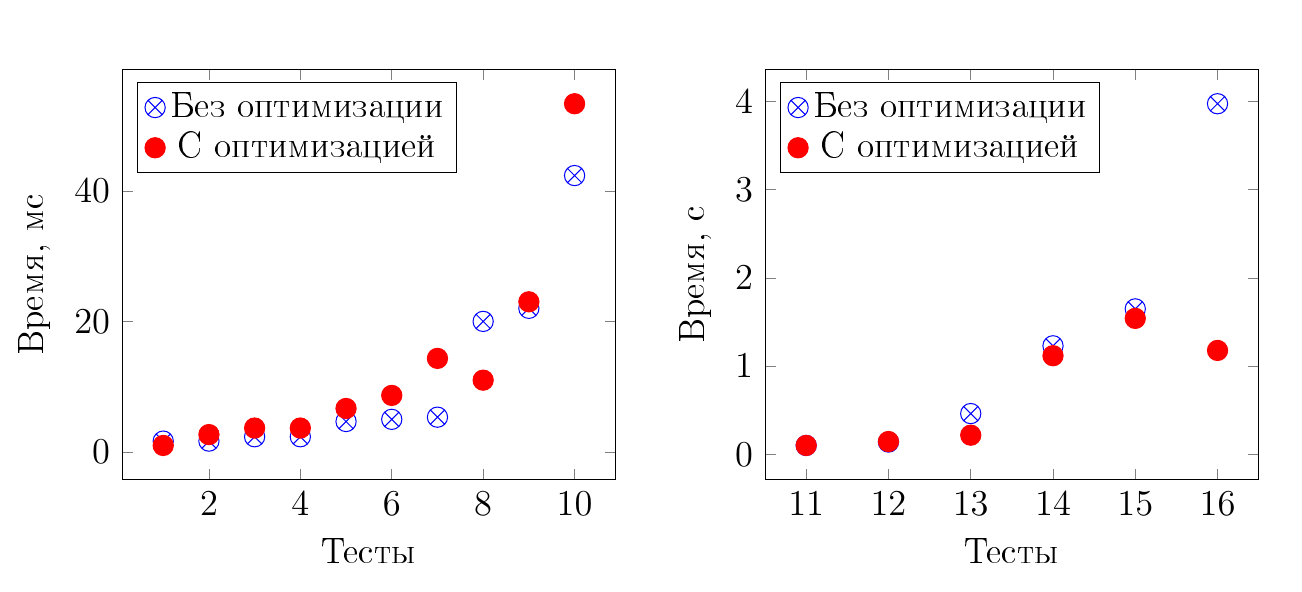 Без оптимизации
С оптимизацией
40
20
0
Время, мс
2 4 6 8 10
Тесты
Без оптимизации
С оптимизацией
4
3
2
1
0
Время, с
11 12 13 14 15 16
Тесты